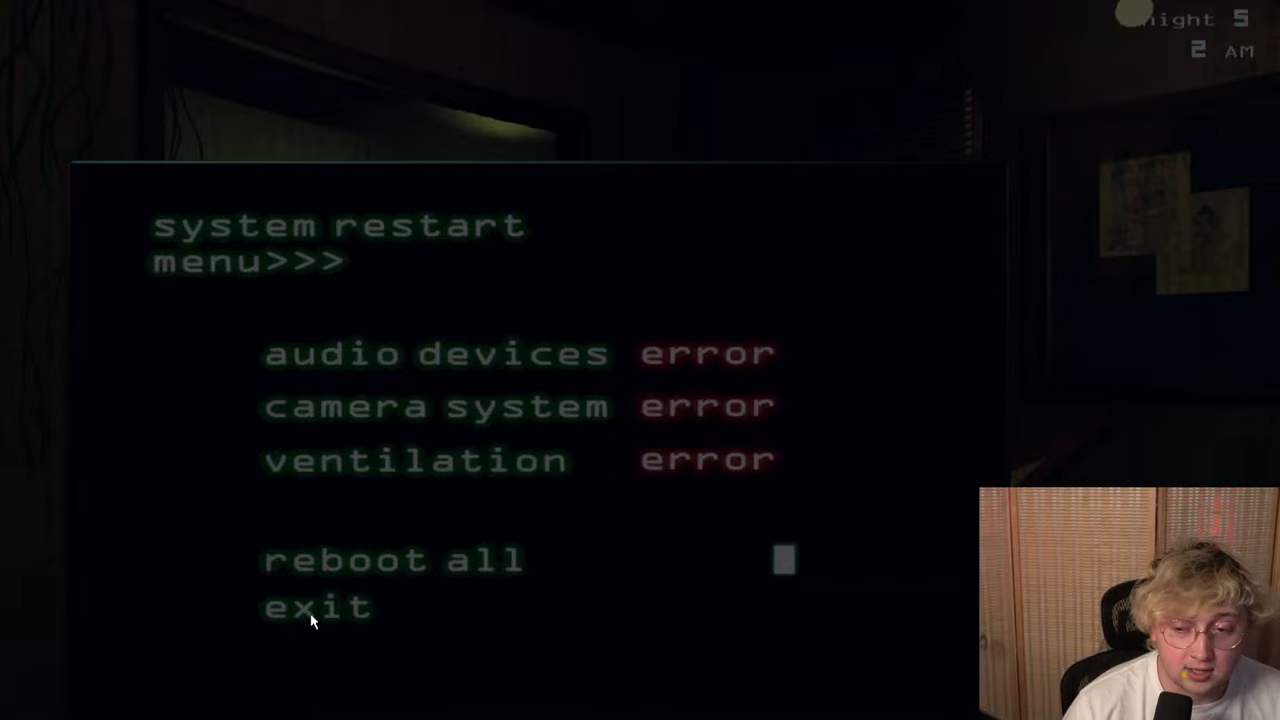 night 5
2 AM
system restart
menu>>>
audio devices error
camera system error
ventilation error
reboot all
exit